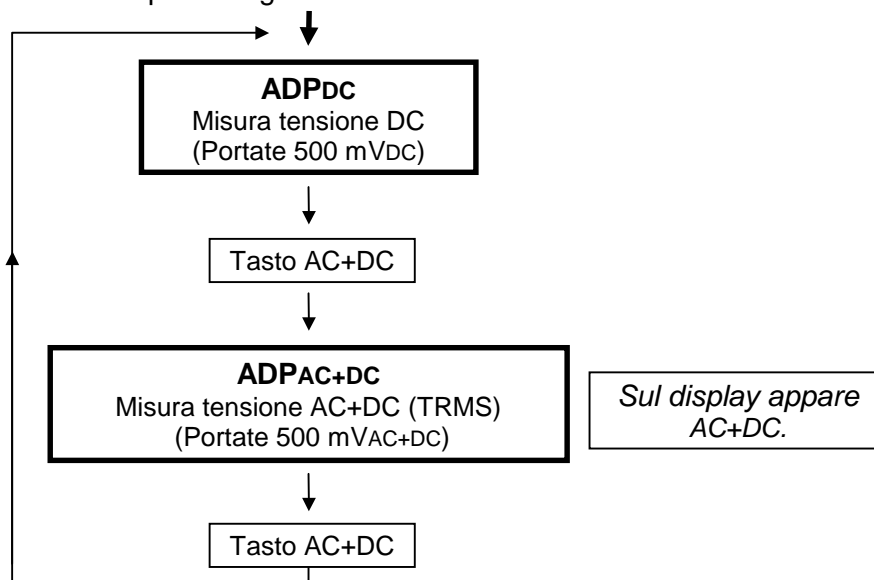 ADPDC
Misura tensione DC
(Portate 500 mVDC)
Tasto AC+DC
ADPAC+DC
Misura tensione AC+DC (TRMS)
(Portate 500 mVAC+DC)
Sul display appare
AC+DC.
Tasto AC+DC